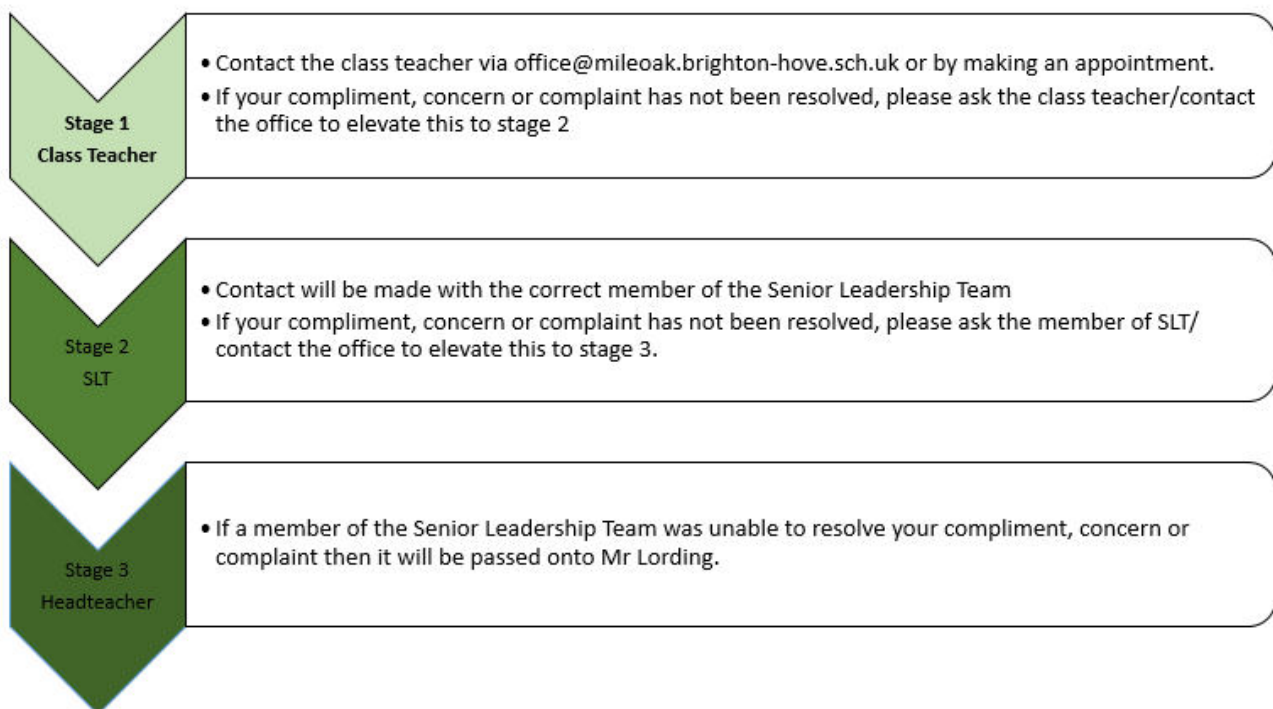 Stage 1
Class Teacher
• Contact the class teacher via office@mileoak.brighton-hove.sch.uk or by making an appointment.
• If your compliment, concern or complaint has not been resolved, please ask the class teacher/contact
the office to elevate this to stage 2
Stage 2
SLT
• Contact will be made with the correct member of the Senior Leadership Team
• If your compliment, concern or complaint has not been resolved, please ask the member of SLT/
contact the office to elevate this to stage 3.
Stage 3
Headteacher
• If a member of the Senior Leadership Team was unable to resolve your compliment, concern or
complaint then it will be passed onto Mr Lording.